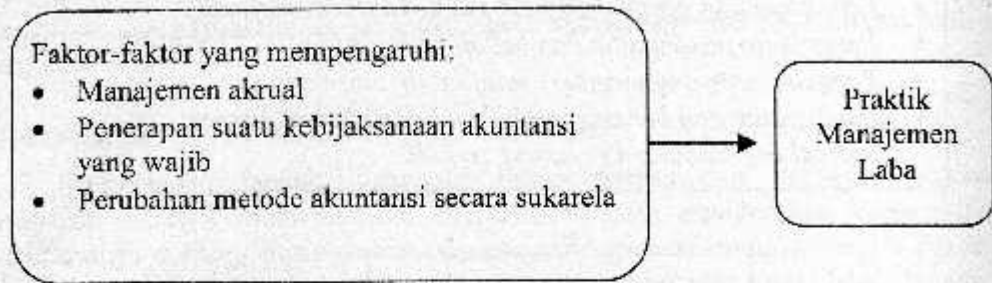 Faktor-faktor yang mempengaruhi:
• Manajemen akrual
• Penerapan suatu kebijaksanaan akuntansi
yang wajib
• Perubahan metode akuntansi secara sukarela
Praktik
Manajemen
Laba